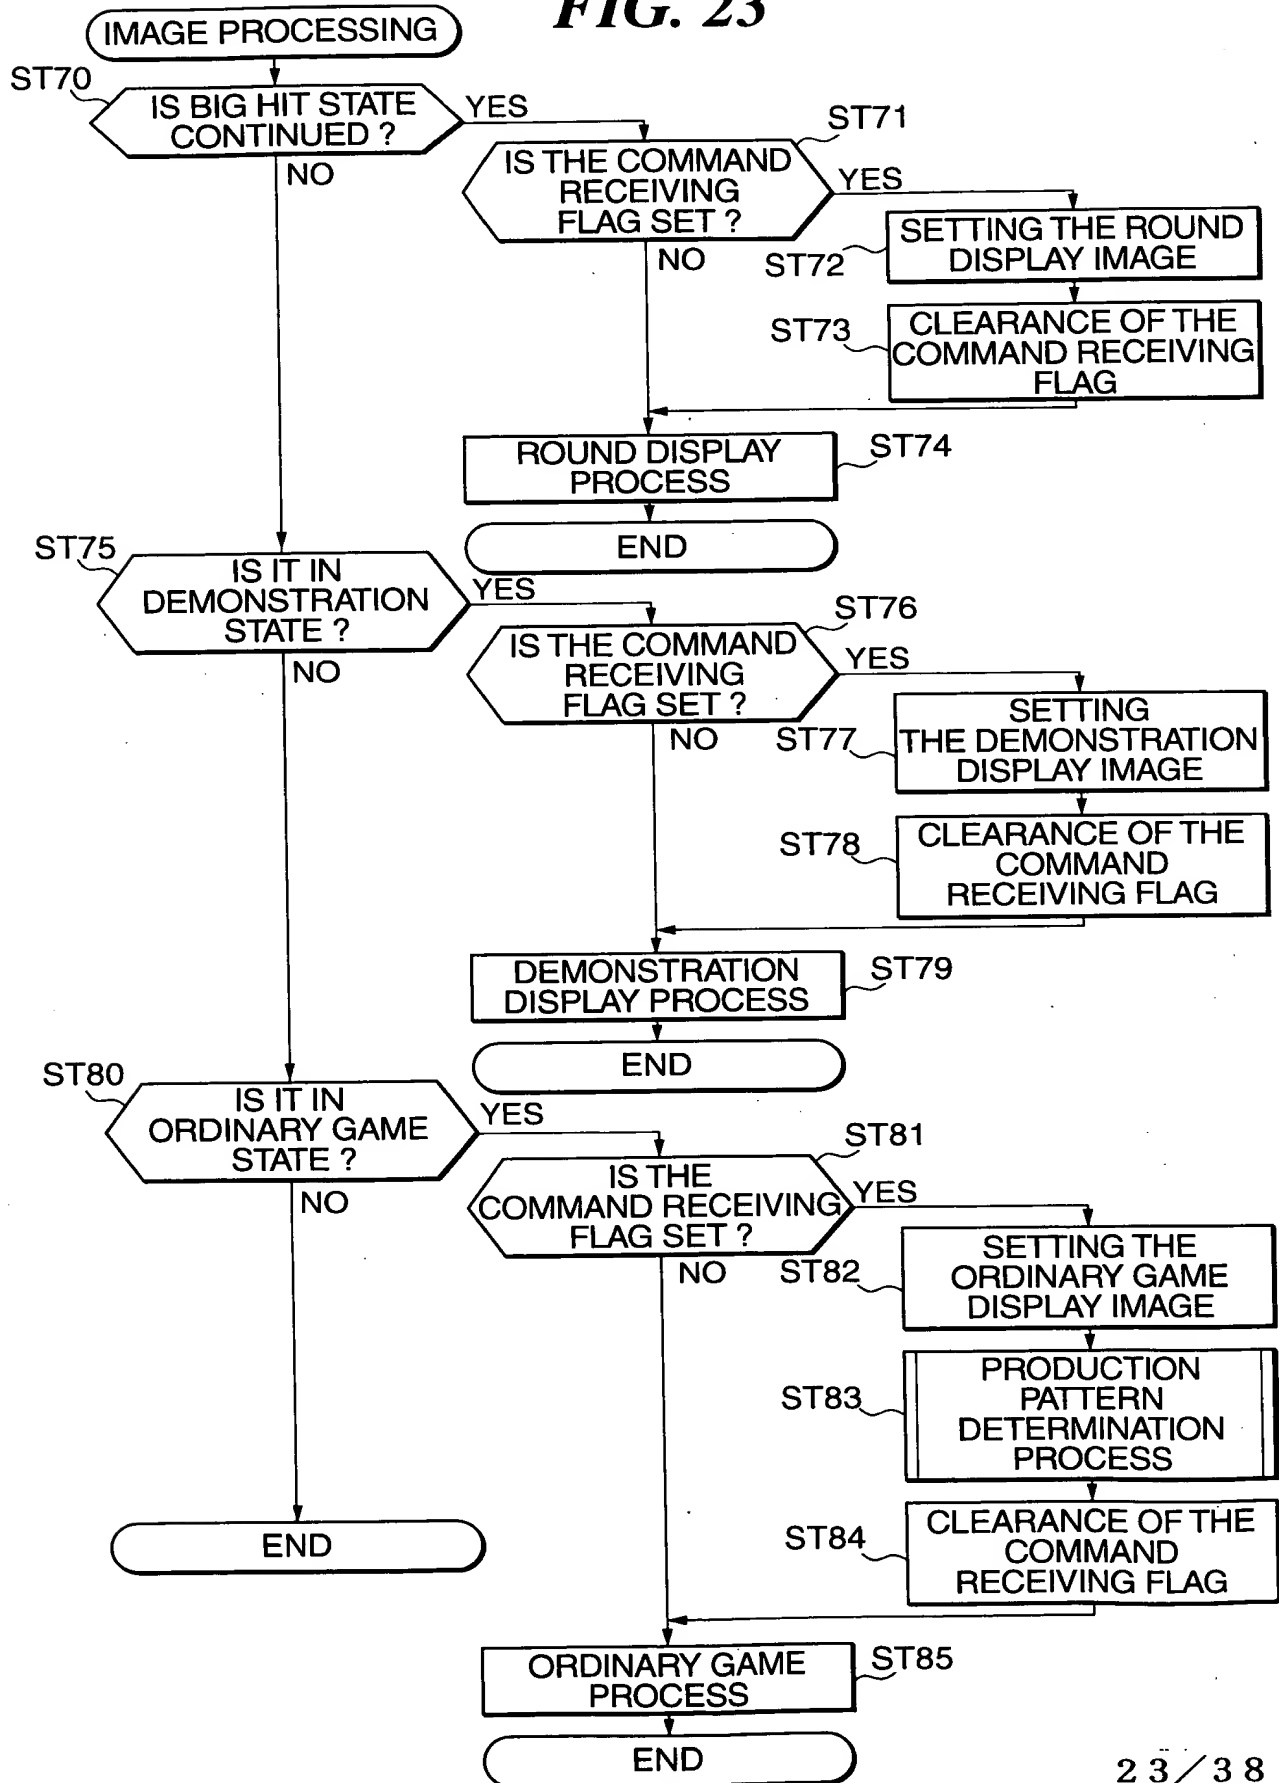 FIG. 23
IMAGE PROCESSING
ST70
IS BIG HIT STATE
CONTINUED ?
YES
NO
ST71
IS THE COMMAND
RECEIVING
FLAG SET ?
YES
NO
ST72
SETTING THE ROUND
DISPLAY IMAGE
ST73
CLEARANCE OF THE
COMMAND RECEIVING
FLAG
ROUND DISPLAY
PROCESS
ST74
END
ST75
IS IT IN
DEMONSTRATION
STATE ?
YES
NO
ST76
IS THE COMMAND
RECEIVING
FLAG SET ?
YES
NO
ST77
SETTING
THE DEMONSTRATION
DISPLAY IMAGE
ST78
CLEARANCE OF THE
COMMAND
RECEIVING FLAG
DEMONSTRATION
DISPLAY PROCESS
ST79
END
ST80
IS IT IN
ORDINARY GAME
STATE ?
YES
NO
ST81
IS THE
COMMAND RECEIVING
FLAG SET ?
YES
NO
ST82
SETTING THE
ORDINARY GAME
DISPLAY IMAGE
ST83
PRODUCTION
PATTERN
DETERMINATION
PROCESS
END
ST84
CLEARANCE OF THE
COMMAND
RECEIVING FLAG
ORDINARY GAME
PROCESS
ST85
END
23/38